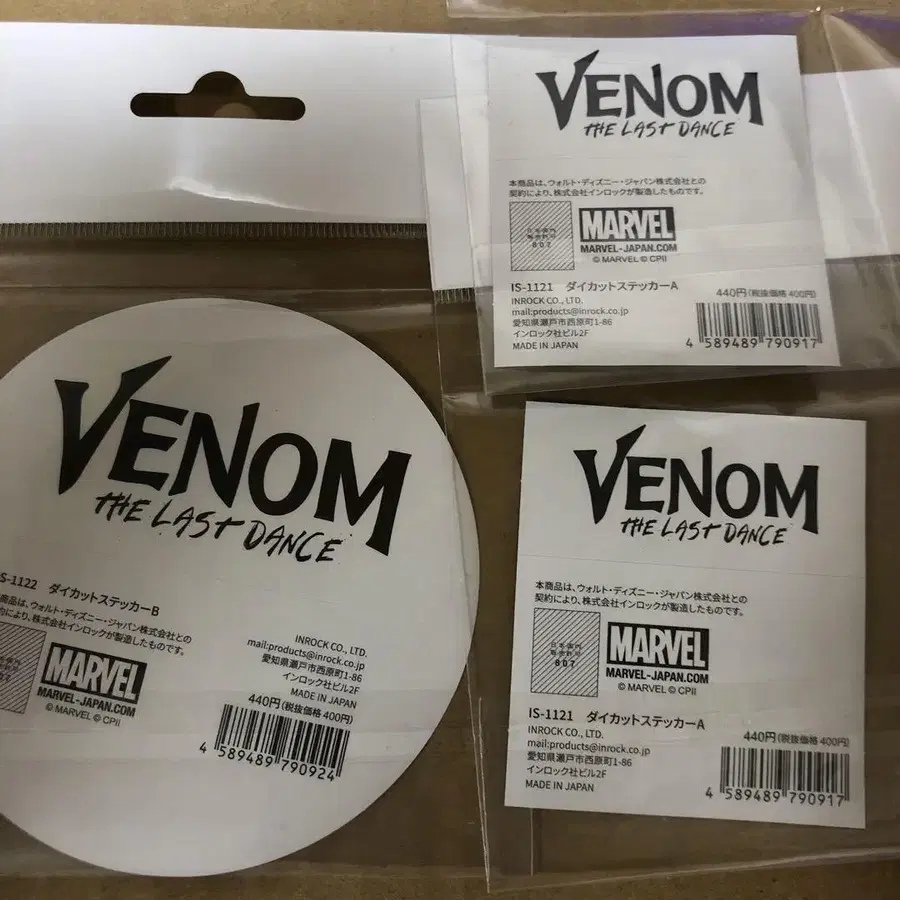 VENOM
THE LAST DANCE
本商品は、ウォルト・ディズニー・ジャパン株式会社との
契約により、株式会社インロックが製造したものです。
日本国内
販売許可
807
MARVEL
MARVEL-JAPAN.COM
© MARVEL © CPII
IS-1121 ダイカットステッカーA
440円(税抜価格400円)
INROCK CO., LTD.
mail:products@inrock.co.jp
愛知県瀬戸市西原町1-86
インロック社ビル2F
MADE IN JAPAN
4 589489 790917
VENOM
THE LAST DANCE
S-1122 ダイカットステッカーB
商品は、ウォルト・ディズニー・ジャパン株式会社との
により、株式会社インロックが製造したものです。
MARVEL
MARVEL-JAPAN.COM
© MARVEL © CPII
INROCK CO., LTD.
mail:products@inrock.co.jp
愛知県瀬戸市西原町1-86
インロック社ビル2F
MADE IN JAPAN
440円(税抜価格400円)
4 589489 790924
VENOM
THE LAST DANCE
本商品は、ウォルト・ディズニー・ジャパン株式会社との
契約により、株式会社インロックが製造したものです。
日本国内
販売許可
807
MARVEL
MARVEL-JAPAN.COM
© MARVEL © CPII
IS-1121 ダイカットステッカーA
440円(税抜価格400円)
INROCK CO., LTD.
mail:products@inrock.co.jp
愛知県瀬戸市西原町1-86
インロック社ビル2F
MADE IN JAPAN
4 589489 790917